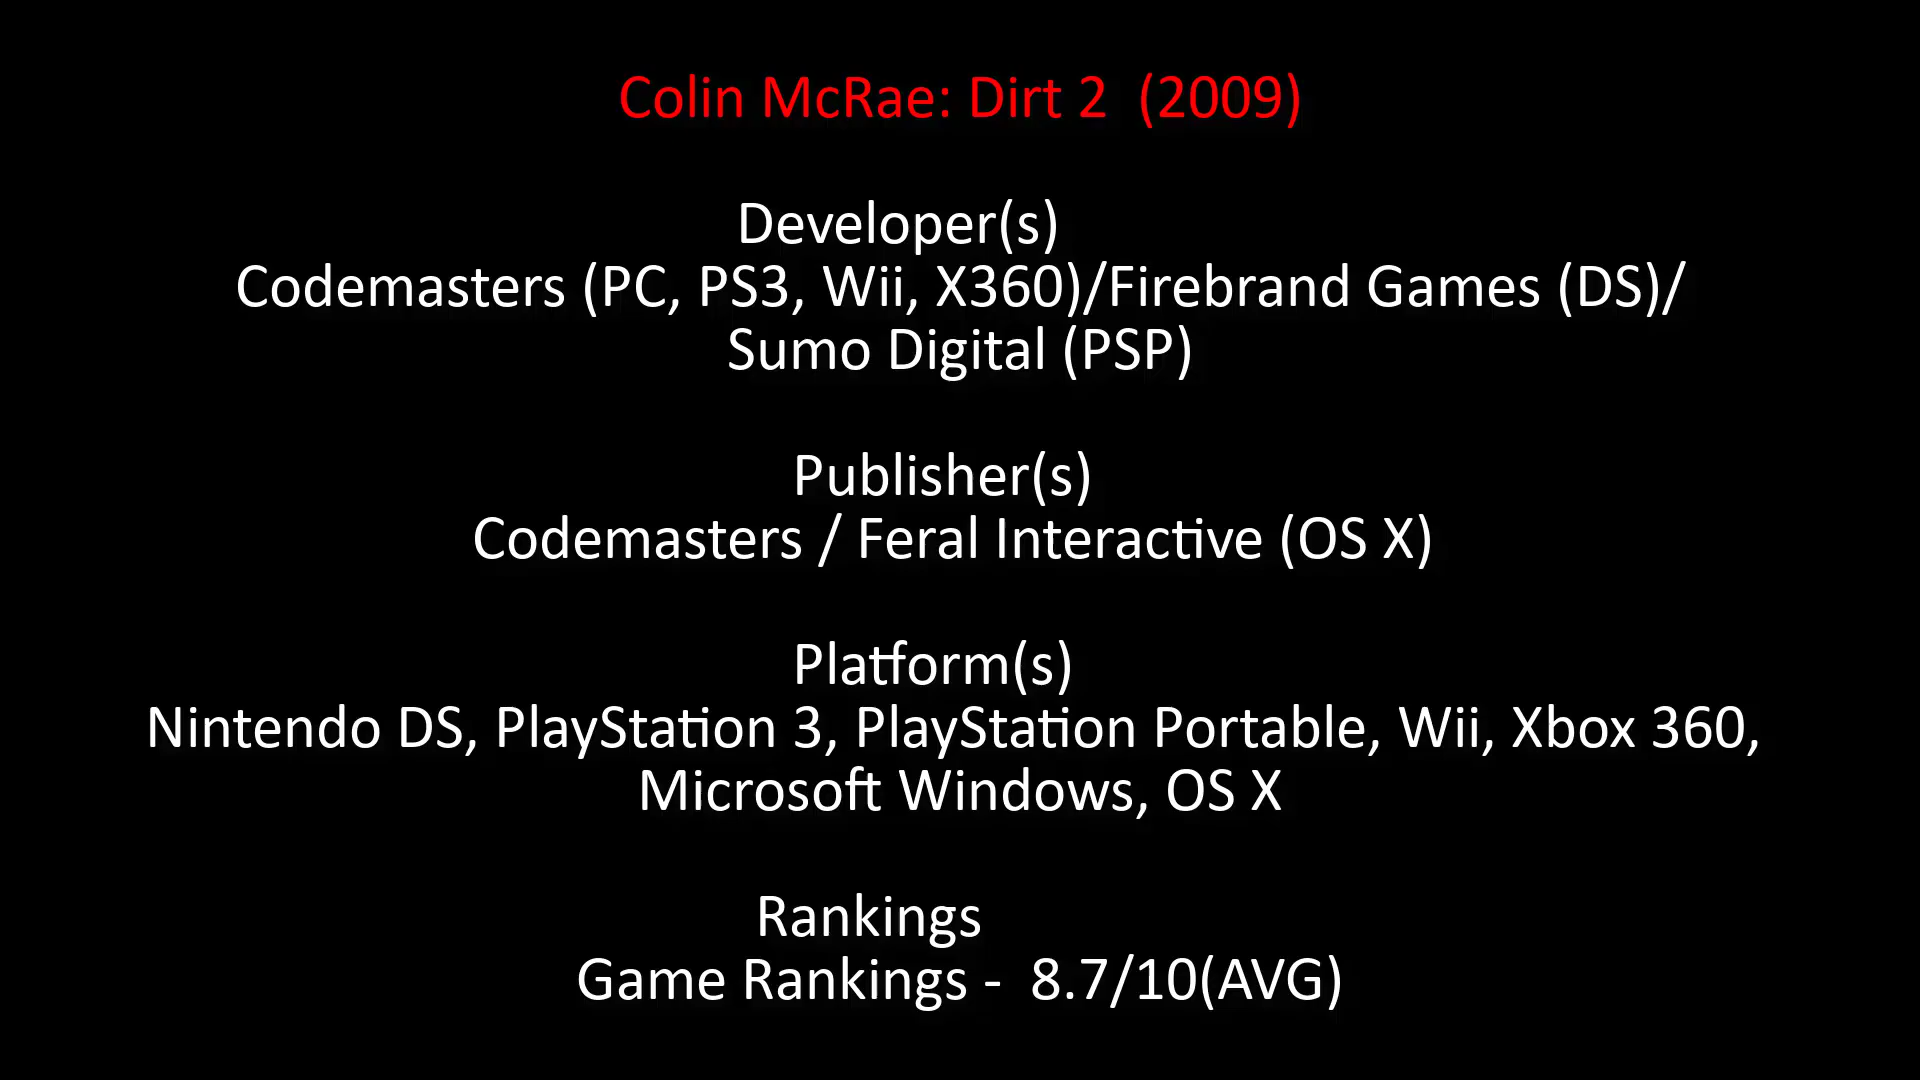 Colin McRae: Dirt 2  (2009)
Developer(s)
Codemasters (PC, PS3, Wii, X360)/Firebrand Games (DS)/
Sumo Digital (PSP)
Publisher(s)
Codemasters / Feral Interactive (OS X)
Platform(s)
Nintendo DS, PlayStation 3, PlayStation Portable, Wii, Xbox 360,
Microsoft Windows, OS X
Rankings
Game Rankings -  8.7/10(AVG)